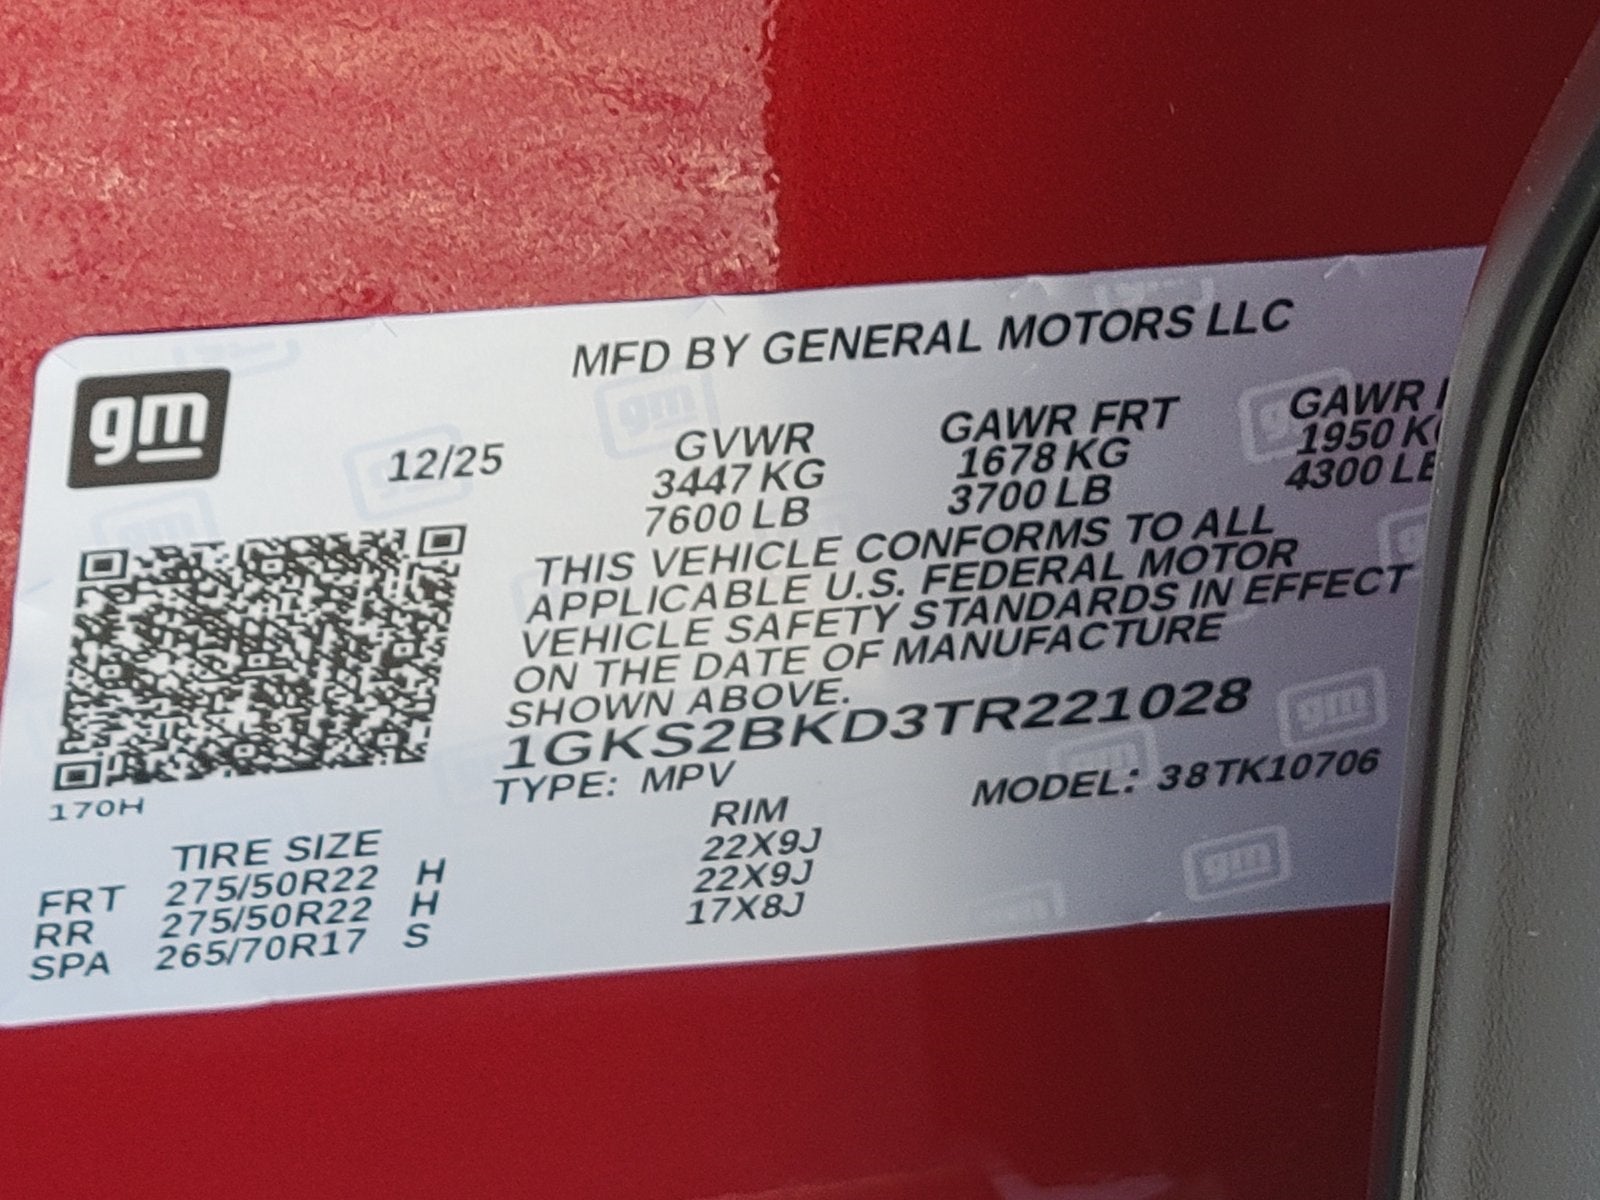 MFD BY GENERAL MOTORS LLC
gm
12/25
GVWR GAWR FRT GAWR
3447 KG 1678 KG 1950
7600 LB 3700 LB 4300
THIS VEHICLE CONFORMS TO ALL
APPLICABLE U.S. FEDERAL MOTOR
VEHICLE SAFETY STANDARDS IN EFFECT
ON THE DATE OF MANUFACTURE
SHOWN ABOVE.
1GKS2BKD3TR221028
TYPE: MPV MODEL: 38TK10706
170H
TIRE SIZE RIM
FRT 275/50R22 H 22X9J
RR 275/50R22 H 22X9J
SPA 265/70R17 S 17X8J